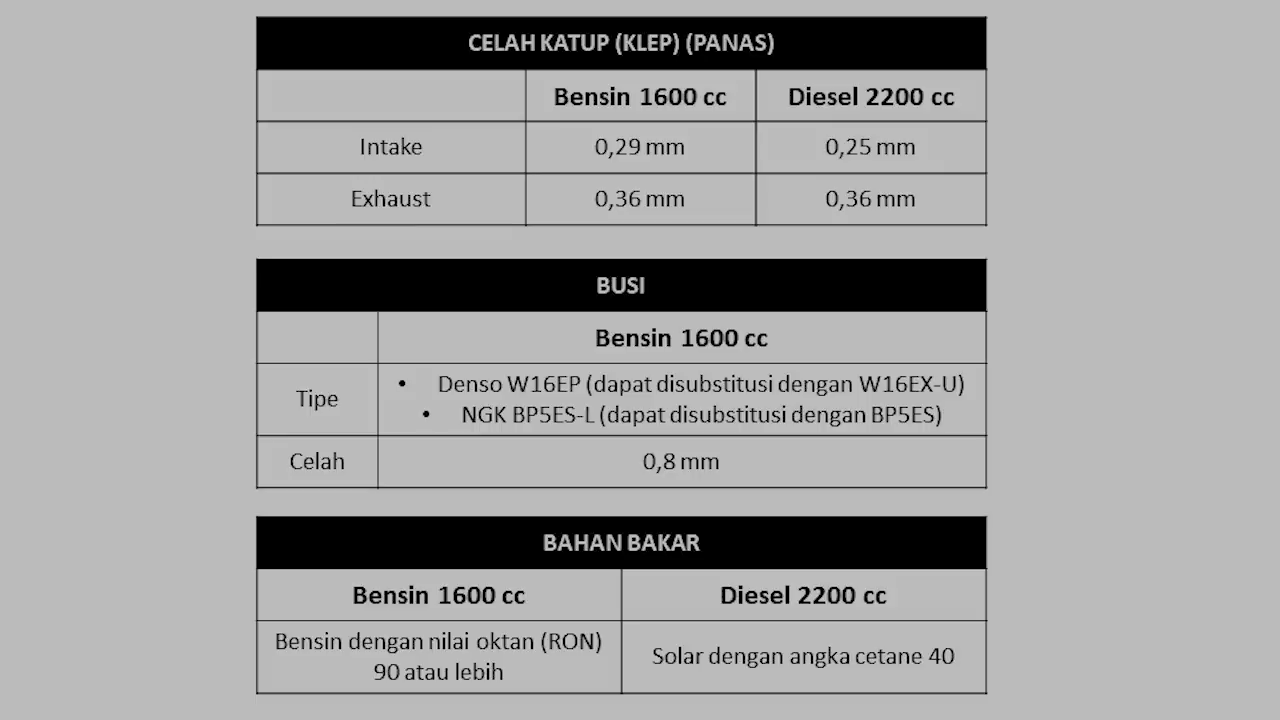 CELAH KATUP (KLEP) (PANAS)
Bensin 1600 cc Diesel 2200 cc
Intake 0,29 mm 0,25 mm
Exhaust 0,36 mm 0,36 mm
BUSI
Bensin 1600 cc
Tipe
• Denso W16EP (dapat disubstitusi dengan W16EX-U)
• NGK BP5ES-L (dapat disubstitusi dengan BP5ES)
Celah 0,8 mm
BAHAN BAKAR
Bensin 1600 cc Diesel 2200 cc
Bensin dengan nilai oktan (RON)
90 atau lebih
Solar dengan angka cetane 40